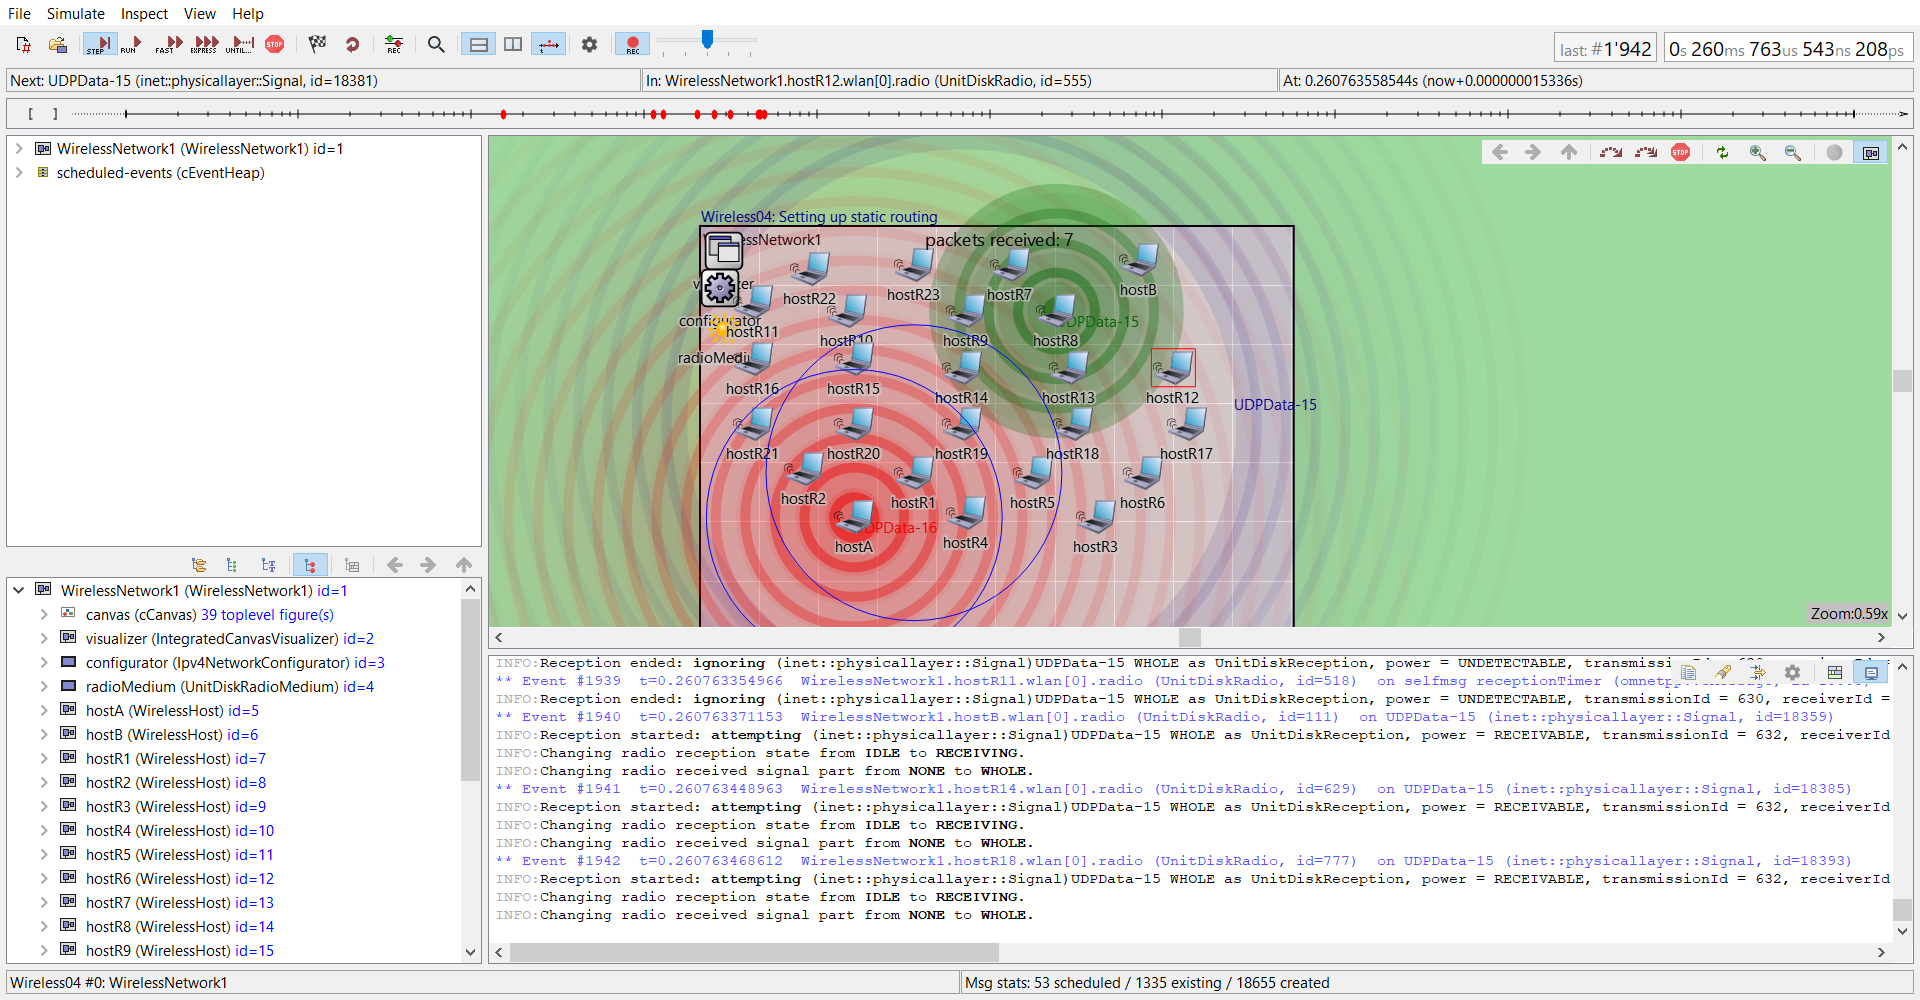 File Simulate Inspect View Help
STEP RUN FAST EXPRESS UNTIL... STOP REC REC
last: #1'942 0s 260ms 763us 543ns 208ps
Next: UDPData-15 (inet::physicallayer::Signal, id=18381) In: WirelessNetwork1.hostR12.wlan[0].radio (UnitDiskRadio, id=555) At: 0.260763558544s (now+0.000000015336s)
[ ]
WirelessNetwork1 (WirelessNetwork1) id=1
scheduled-events (cEventHeap)
WirelessNetwork1 (WirelessNetwork1) id=1
canvas (cCanvas) 39 toplevel figure(s)
visualizer (IntegratedCanvasVisualizer) id=2
configurator (Ipv4NetworkConfigurator) id=3
radioMedium (UnitDiskRadioMedium) id=4
hostA (WirelessHost) id=5
hostB (WirelessHost) id=6
hostR1 (WirelessHost) id=7
hostR2 (WirelessHost) id=8
hostR3 (WirelessHost) id=9
hostR4 (WirelessHost) id=10
hostR5 (WirelessHost) id=11
hostR6 (WirelessHost) id=12
hostR7 (WirelessHost) id=13
hostR8 (WirelessHost) id=14
hostR9 (WirelessHost) id=15
STOP
Wireless04: Setting up static routing
essNetwork1 packets received: 7
hostR22 hostR23 hostR7 hostB
configurator hostR11 hostR10 hostR9 hostR8 DPData-15
radioMedi hostR16 hostR15 hostR14 hostR13 hostR12
UDPData-15
hostR21 hostR20 hostR19 hostR18 hostR17
hostR2 hostR1 hostR5 hostR6
DPData-16
hostA hostR4 hostR3
Zoom:0.59x
INFO:Reception ended: ignoring (inet::physicallayer::Signal)UDPData-15 WHOLE as UnitDiskReception, power = UNDETECTABLE, transmissi
** Event #1939 t=0.260763354966 WirelessNetwork1.hostR11.wlan[0].radio (UnitDiskRadio, id=518) on selfmsg receptionTimer
INFO:Reception ended: ignoring (inet::physicallayer::Signal)UDPData-15 WHOLE as UnitDiskReception, power = UNDETECTABLE, transmissionId = 630, receiverId =
** Event #1940 t=0.260763371153 WirelessNetwork1.hostB.wlan[0].radio (UnitDiskRadio, id=111) on UDPData-15 (inet::physicallayer::Signal, id=18359)
INFO:Reception started: attempting (inet::physicallayer::Signal)UDPData-15 WHOLE as UnitDiskReception, power = RECEIVABLE, transmissionId = 632, receiverId
INFO:Changing radio reception state from IDLE to RECEIVING.
INFO:Changing radio received signal part from NONE to WHOLE.
** Event #1941 t=0.260763448963 WirelessNetwork1.hostR14.wlan[0].radio (UnitDiskRadio, id=629) on UDPData-15 (inet::physicallayer::Signal, id=18385)
INFO:Reception started: attempting (inet::physicallayer::Signal)UDPData-15 WHOLE as UnitDiskReception, power = RECEIVABLE, transmissionId = 632, receiverId
INFO:Changing radio reception state from IDLE to RECEIVING.
INFO:Changing radio received signal part from NONE to WHOLE.
** Event #1942 t=0.260763468612 WirelessNetwork1.hostR18.wlan[0].radio (UnitDiskRadio, id=777) on UDPData-15 (inet::physicallayer::Signal, id=18393)
INFO:Reception started: attempting (inet::physicallayer::Signal)UDPData-15 WHOLE as UnitDiskReception, power = RECEIVABLE, transmissionId = 632, receiverId
INFO:Changing radio reception state from IDLE to RECEIVING.
INFO:Changing radio received signal part from NONE to WHOLE.
Wireless04 #0: WirelessNetwork1 Msg stats: 53 scheduled / 1335 existing / 18655 created